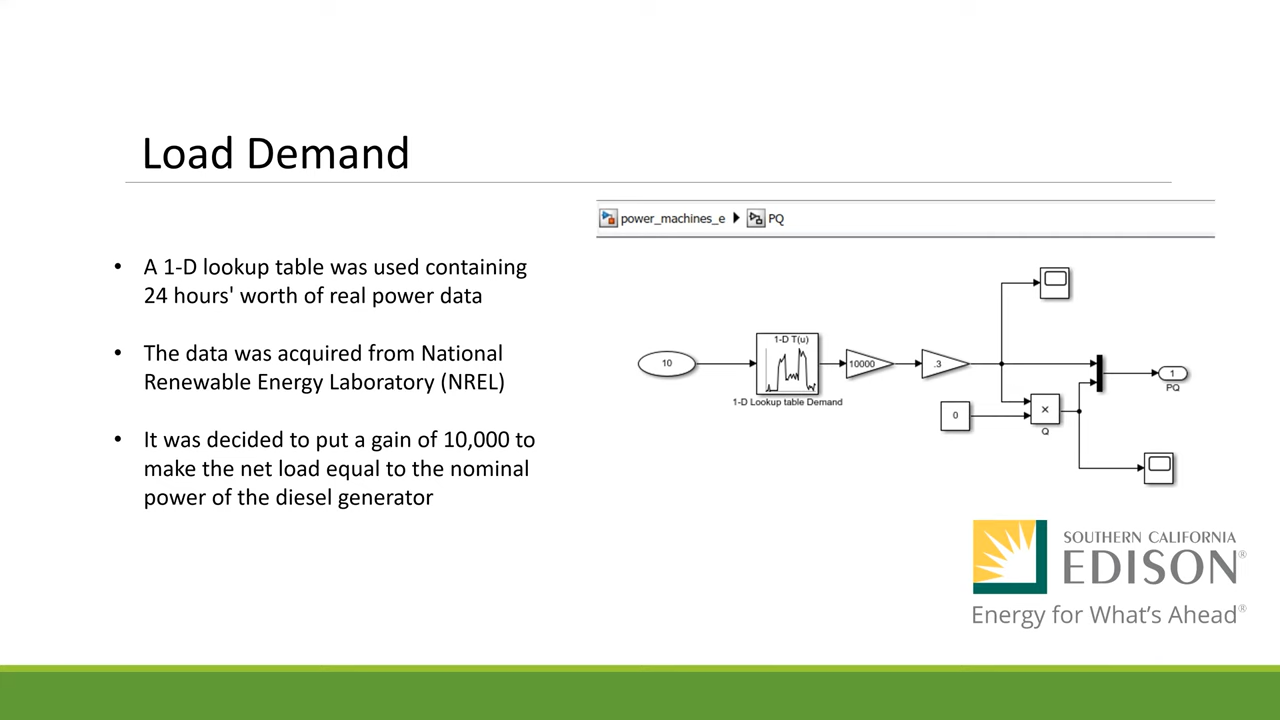 Load Demand
power_machines_e ▶ PQ
• A 1-D lookup table was used containing
24 hours' worth of real power data
• The data was acquired from National
Renewable Energy Laboratory (NREL)
• It was decided to put a gain of 10,000 to
make the net load equal to the nominal
power of the diesel generator
1-D T(u)
10
10000
.3
1
PQ
1-D Lookup table Demand
0
×
Q
SOUTHERN CALIFORNIA
EDISON®
Energy for What's Ahead®